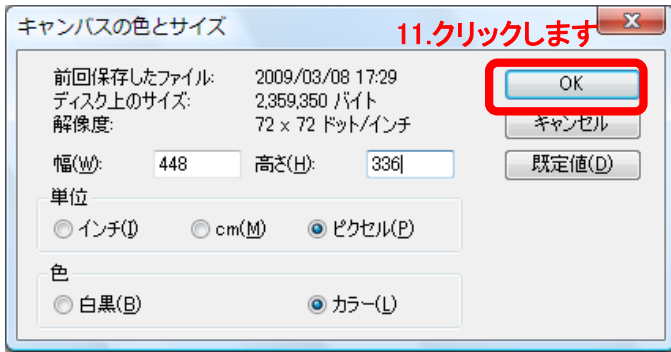 キャンバスの色とサイズ
11.クリックします
前回保存したファイル: 2009/03/08 17:29
ディスク上のサイズ: 2,359,350 バイト
解像度: 72 x 72 ドット/インチ
OK
キャンセル
既定値(D)
幅(W): 448 高さ(H): 336
単位
インチ(I) cm(M) ピクセル(P)
色
白黒(B) カラー(L)